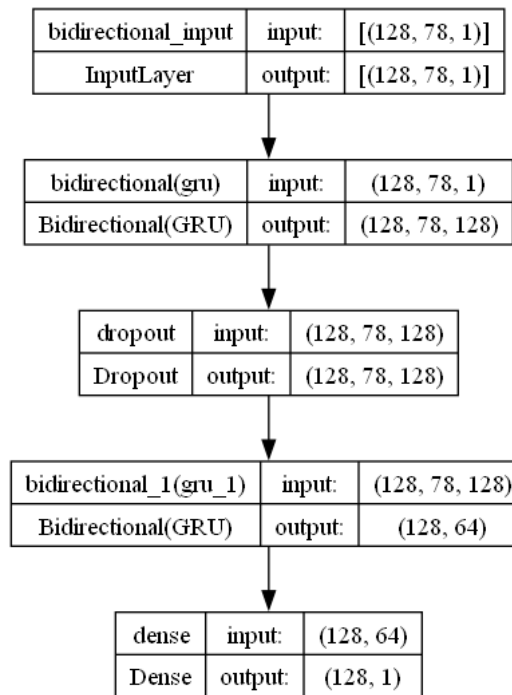 bidirectional_input input: [(128, 78, 1)]
InputLayer output: [(128, 78, 1)]
bidirectional(gru) input: (128, 78, 1)
Bidirectional(GRU) output: (128, 78, 128)
dropout input: (128, 78, 128)
Dropout output: (128, 78, 128)
bidirectional_1(gru_1) input: (128, 78, 128)
Bidirectional(GRU) output: (128, 64)
dense input: (128, 64)
Dense output: (128, 1)